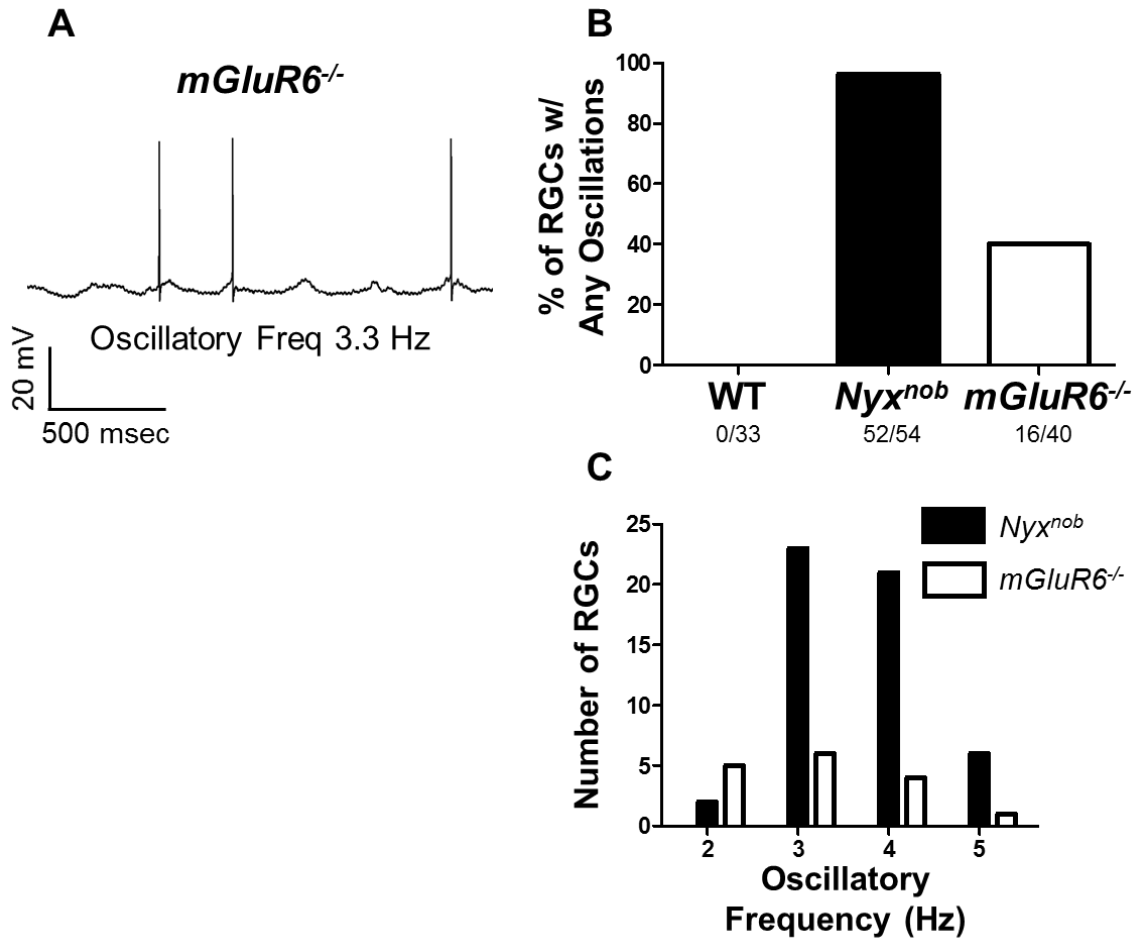 A
mGluR6-/-
Oscillatory Freq 3.3 Hz
20 mV
500 msec
B
% of RGCs w/
Any Oscillations
100
80
60
40
20
0
WT
Nyxnob
mGluR6-/-
0/33
52/54
16/40
C
Nyxnob
mGluR6-/-
Number of RGCs
25
20
15
10
5
0
2
3
4
5
Oscillatory
Frequency (Hz)